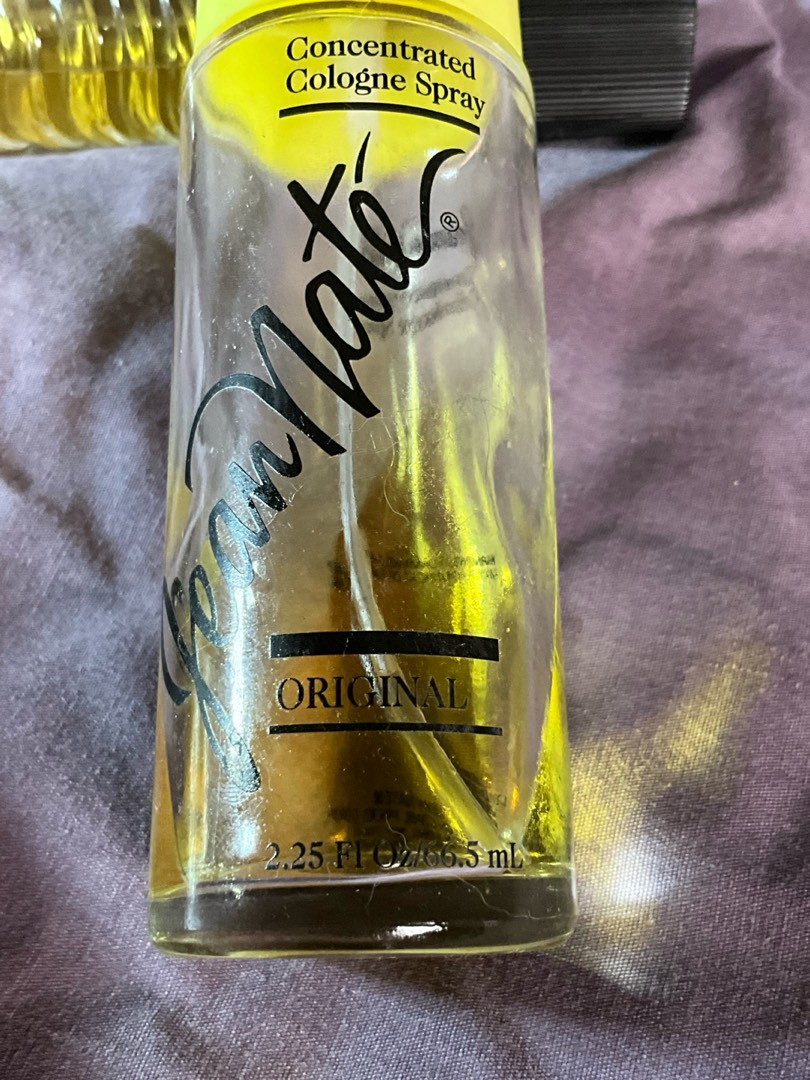 Concentrated
Cologne Spray
Jean Naté®
ORIGINAL
2.25 Fl Oz/66.5 mL